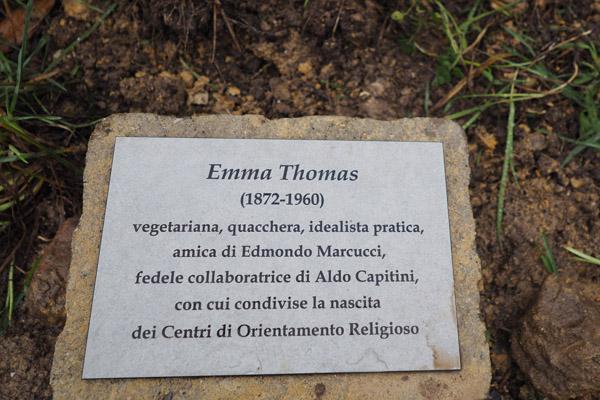 Emma Thomas
(1872-1960)
vegetariana, quacchera, idealista pratica,
amica di Edmondo Marcucci,
fedele collaboratrice di Aldo Capitini,
con cui condivise la nascita
dei Centri di Orientamento Religioso